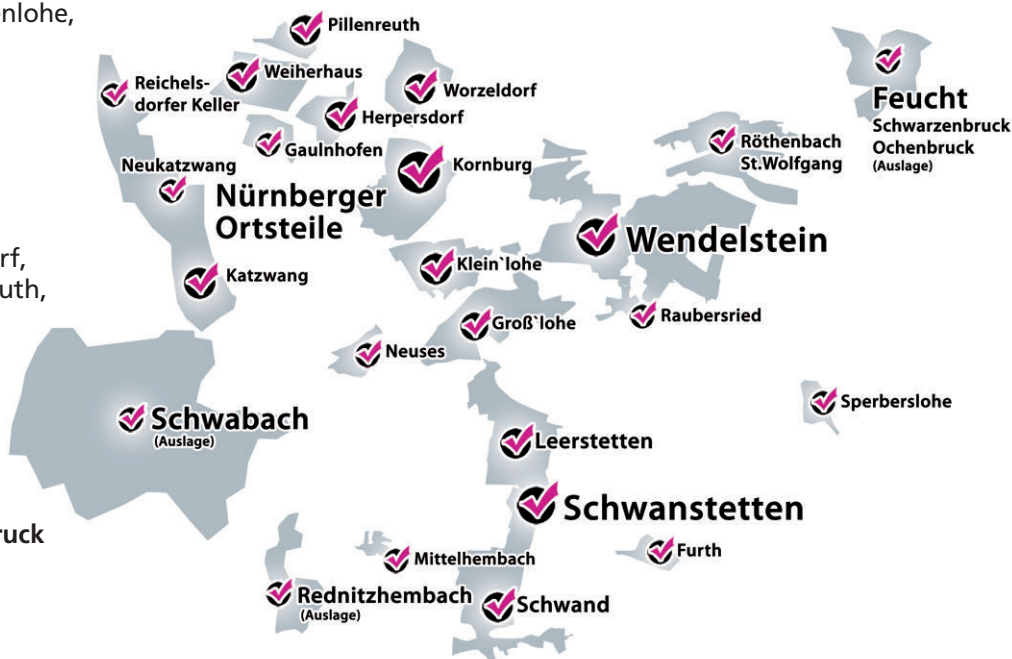 nlohe,
Pillenreuth
Reichels-
dorfer Keller
Weiherhaus
Worzeldorf
Herpersdorf
Gaulnhofen
Neukatzwang
Nürnberger
Ortsteile
Kornburg
Feucht
Schwarzenbruck
Ochenbruck
(Auslage)
Röthenbach
St.Wolfgang
Wendelstein
rf,
uth,
Katzwang
Klein`lohe
Groß`lohe
Raubersried
Neuses
Schwabach
(Auslage)
Sperberslohe
Leerstetten
Schwanstetten
ruck
Mittelhembach
Furth
Rednitzhembach
(Auslage)
Schwand